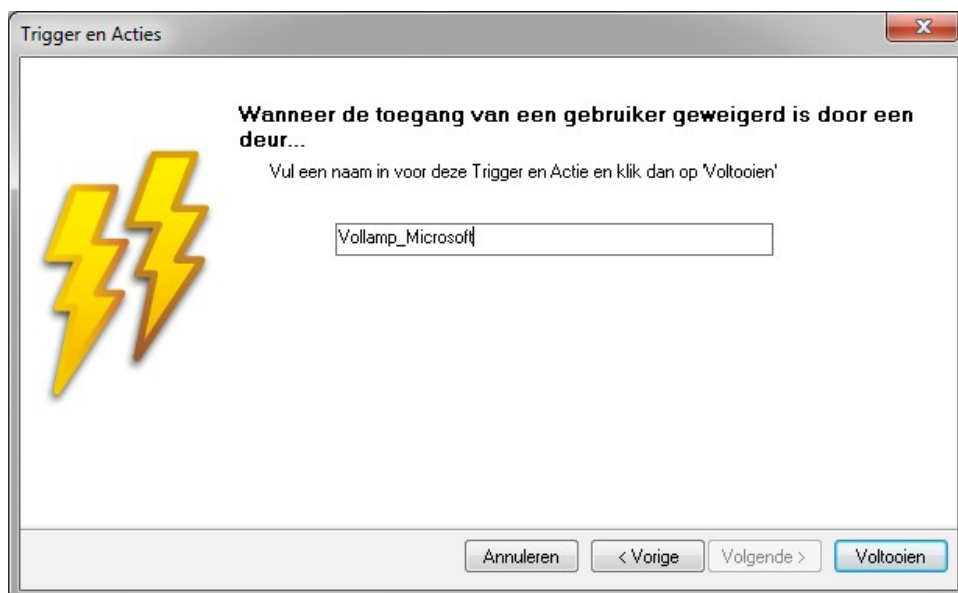 Trigger en Acties
X
Wanneer de toegang van een gebruiker geweigerd is door een
deur...
Vul een naam in voor deze Trigger en Actie en klik dan op 'Voltooien'
Vollamp_Microsoft
Annuleren
< Vorige
Volgende >
Voltooien